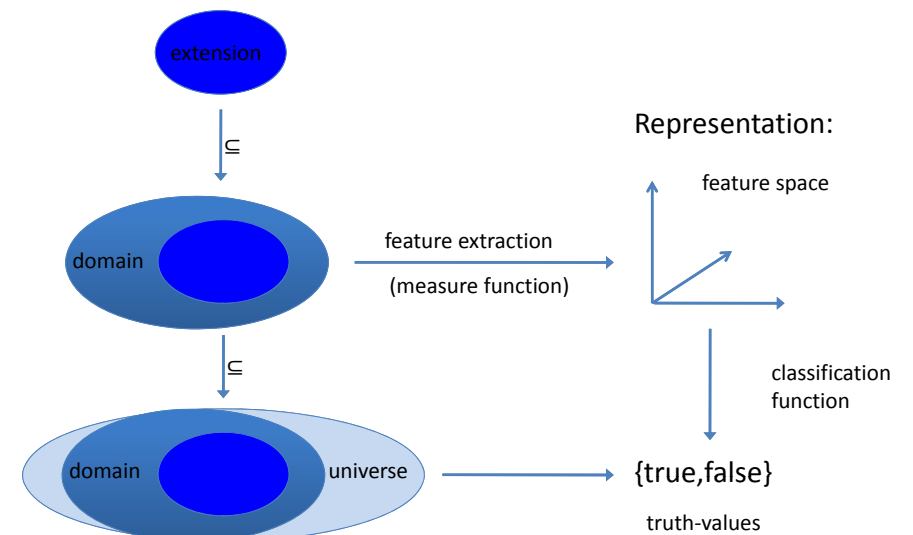 extension
⊆
Representation:
feature space
domain
feature extraction
(measure function)
⊆
classification
function
domain
universe
{true,false}
truth-values